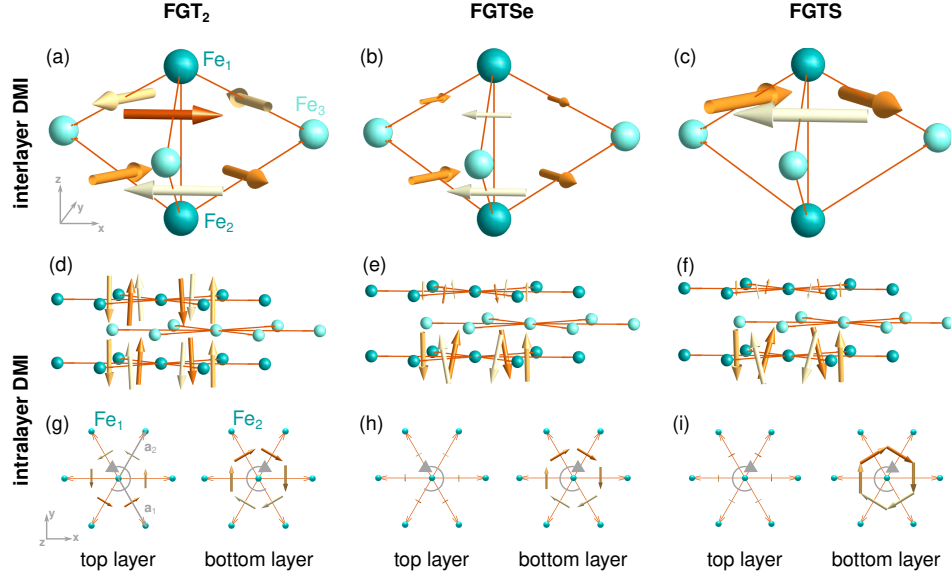 FGT₂ FGTSe FGTS
interlayer DMI
(a) (b) (c)
Fe₁
Fe₃
Fe₂
z
y
x
intralayer DMI
(d) (e) (f)
(g) (h) (i)
Fe₁ Fe₂
a₂
a₁
y
z x
top layer bottom layer top layer bottom layer top layer bottom layer